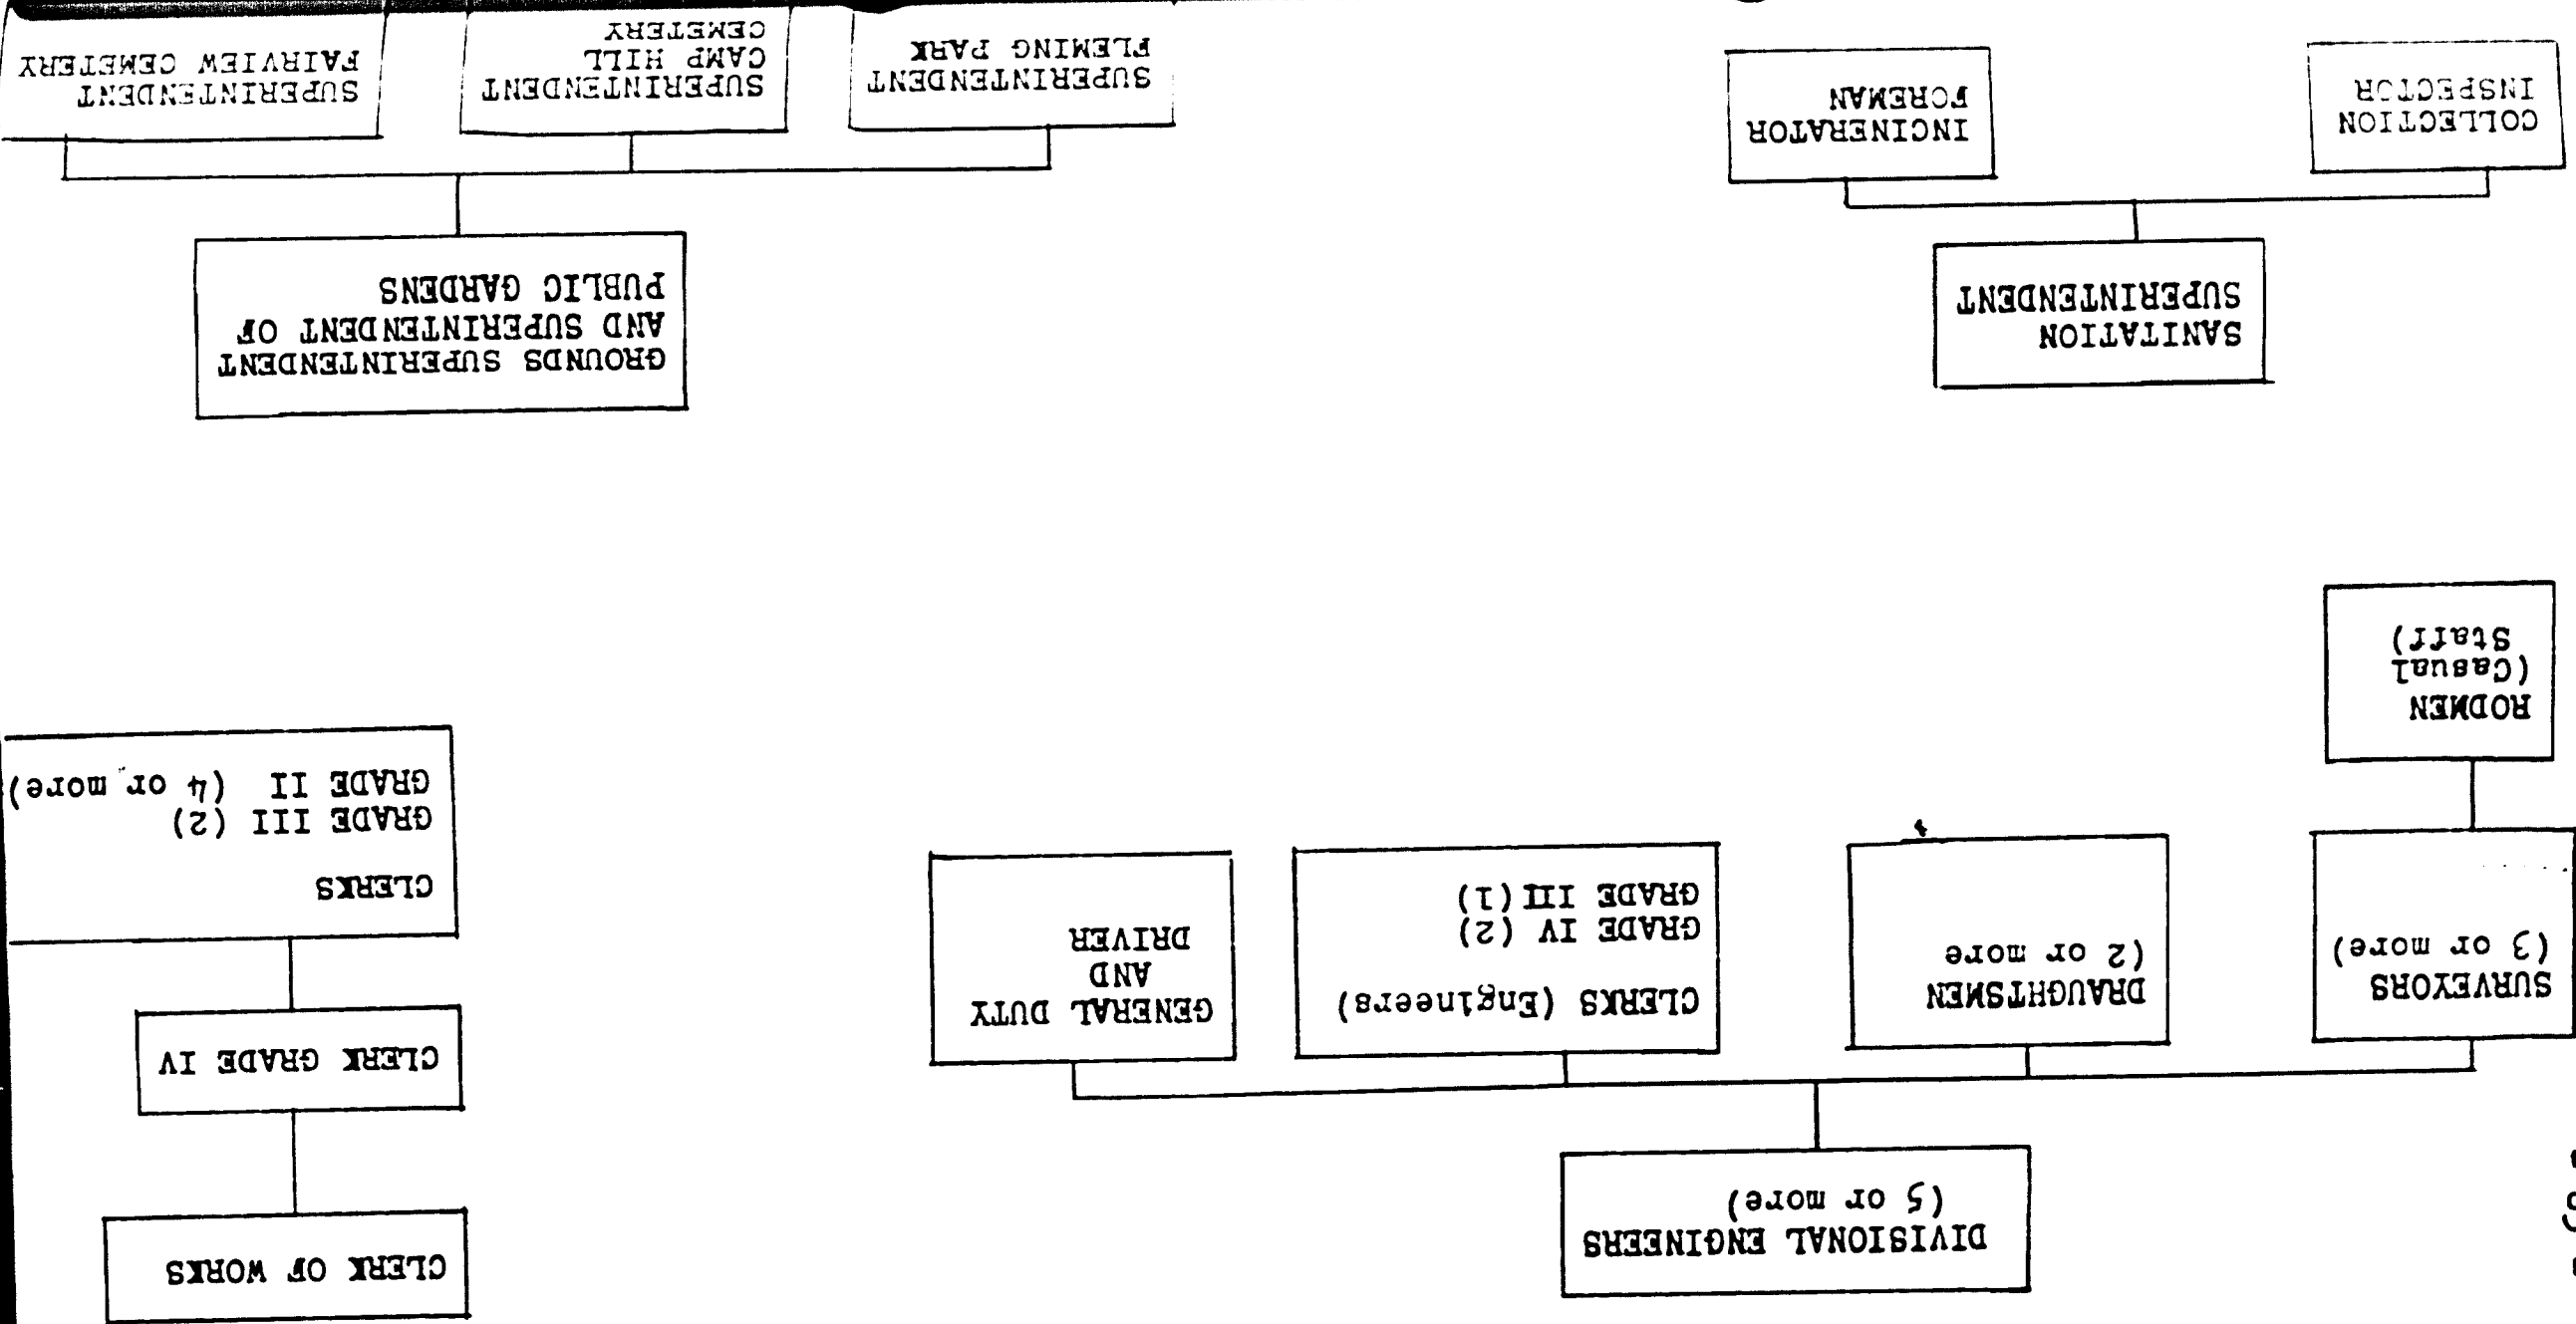 DIVISIONAL ENGINEERS
(5 or more)
CLERK OF WORKS
SURVEYORS
(3 or more)
DRAUGHTSMEN
(2 or more
CLERKS (Engineers)
GRADE IV (2)
GRADE III (1)
GENERAL DUTY
AND
DRIVER
CLERK GRADE IV
RODMEN
(Casual
Staff)
CLERKS
GRADE III (2)
GRADE II (4 or more)
SANITATION
SUPERINTENDENT
GROUNDS SUPERINTENDENT
AND SUPERINTENDENT OF
PUBLIC GARDENS
COLLECTION
INSPECTOR
INCINERATOR
FOREMAN
SUPERINTENDENT
FLEMING PARK
SUPERINTENDENT
CAMP HILL
CEMETERY
SUPERINTENDENT
FAIRVIEW CEMETERY